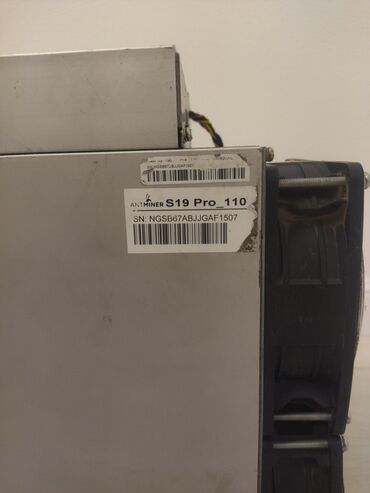 ANTMINER S19 Pro_110
SN: NGSB67ABJJGAF1507